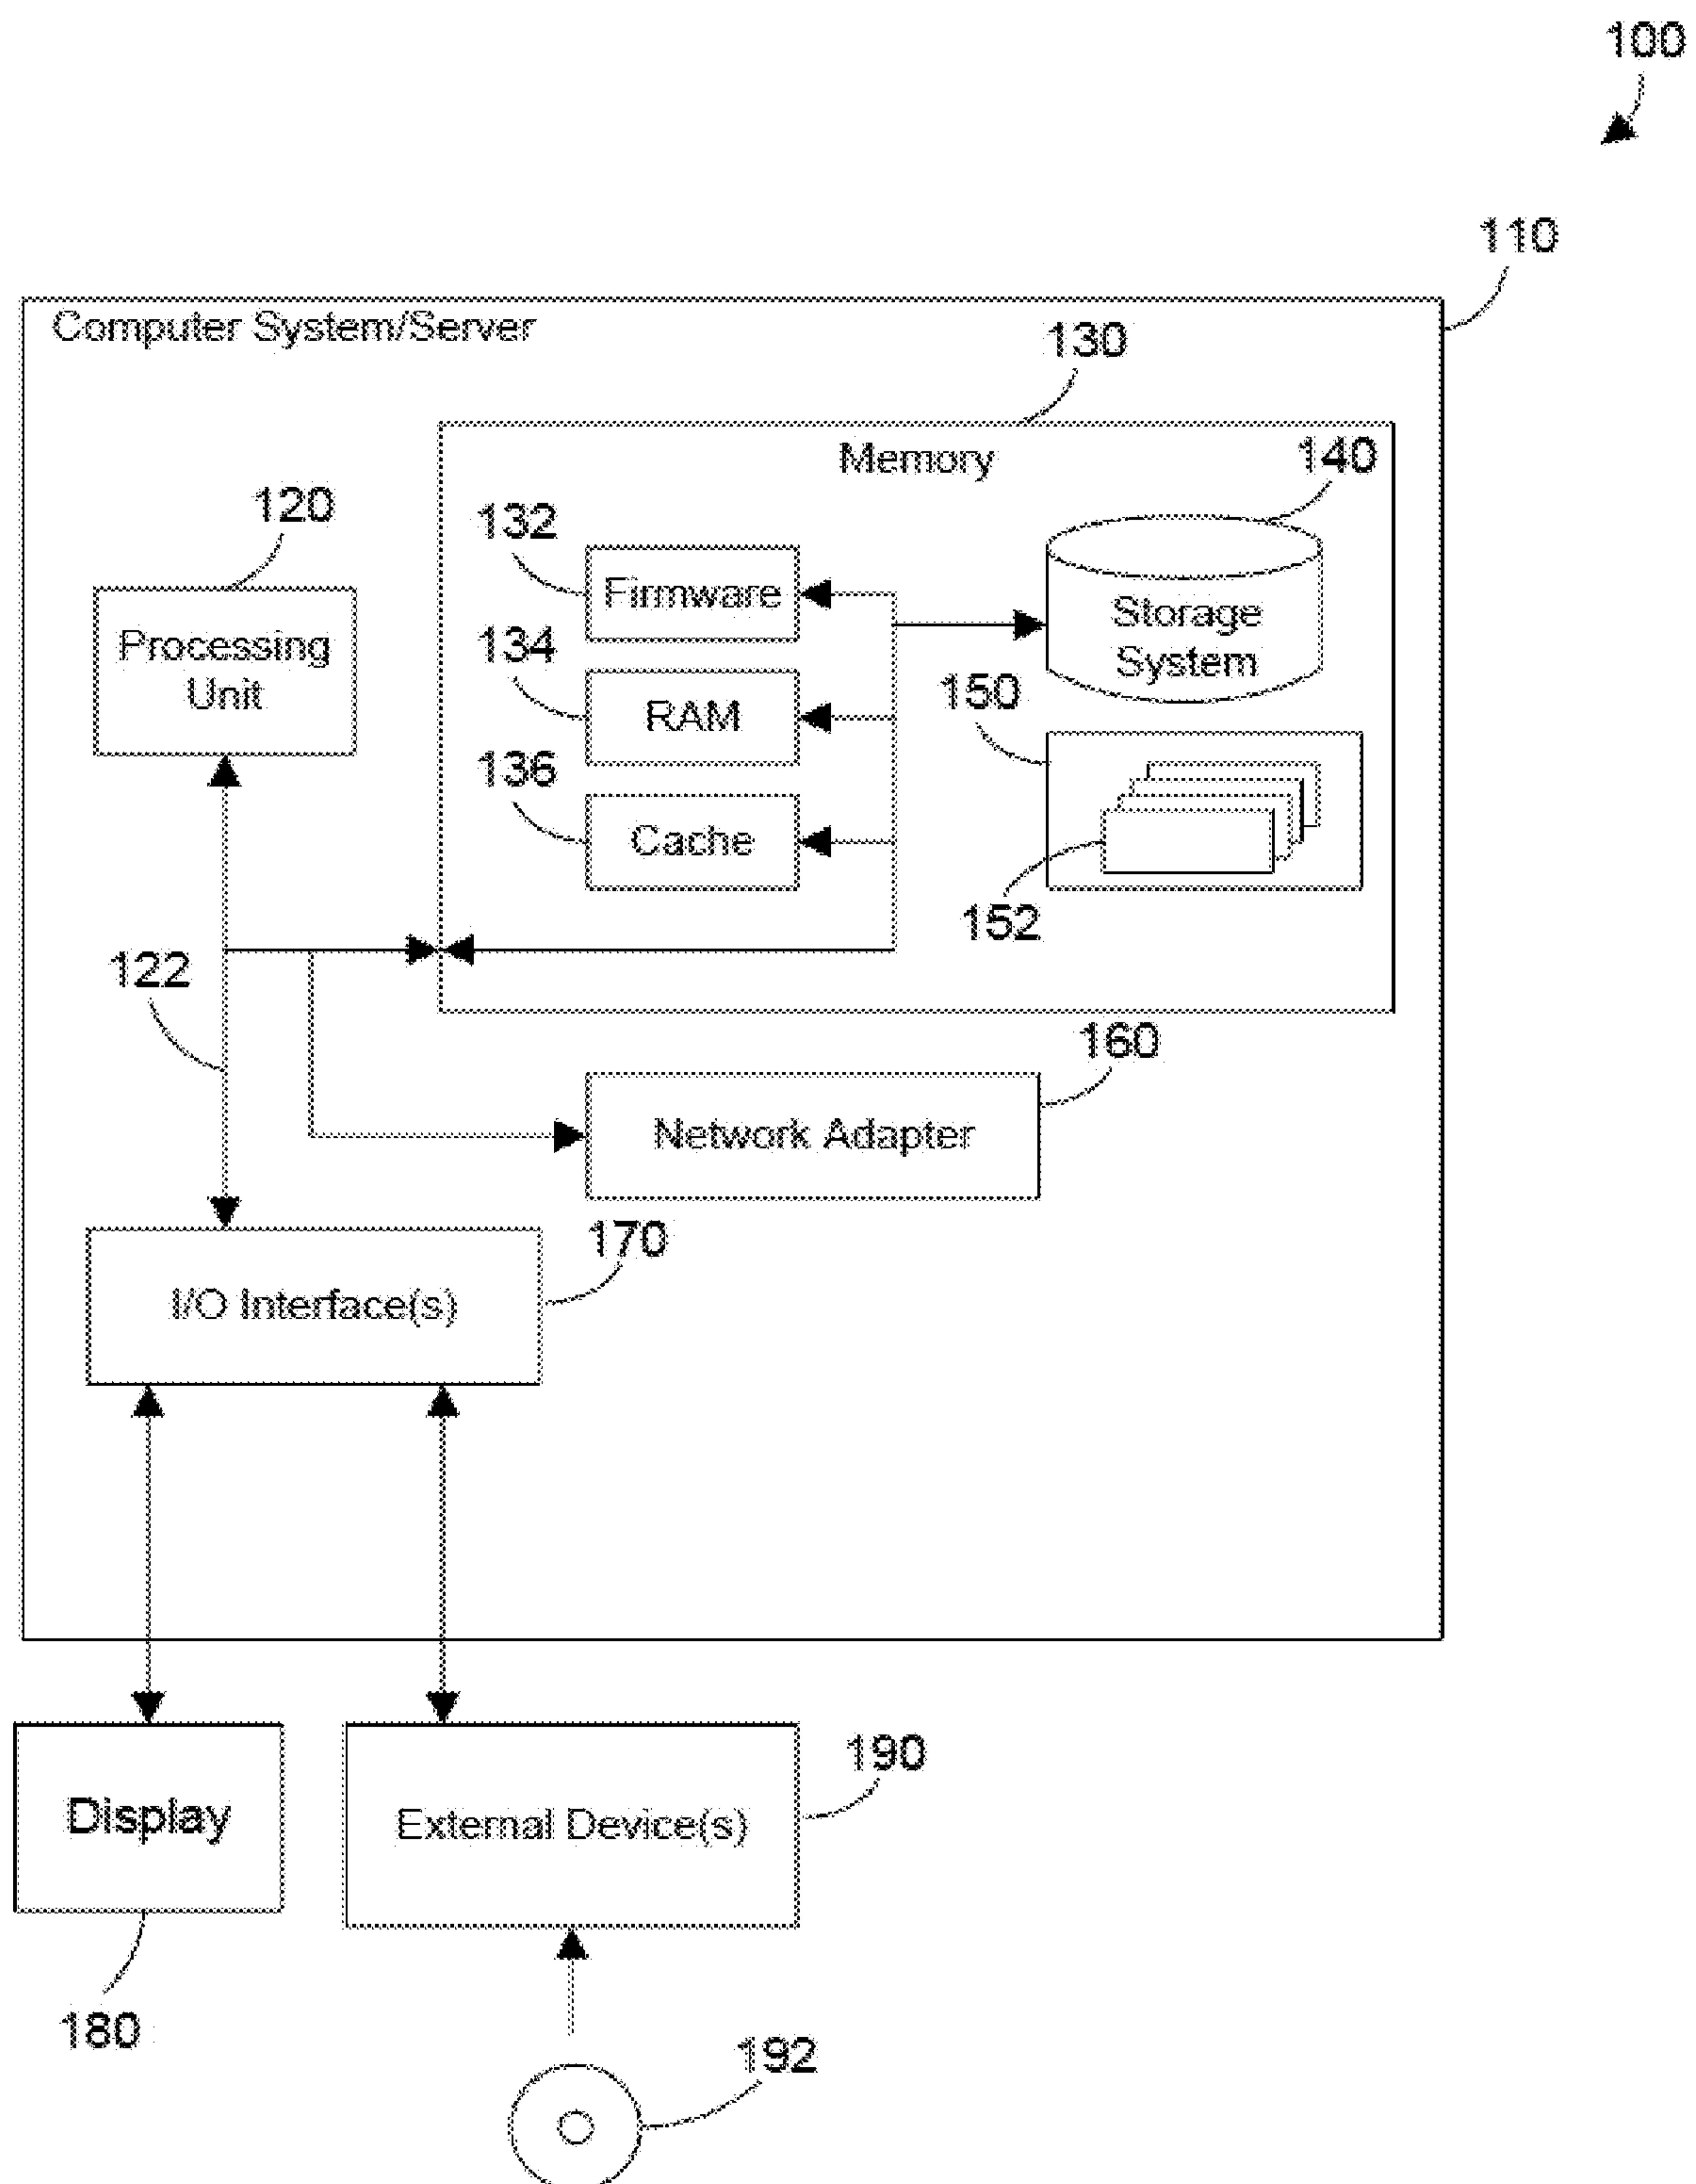 100
110
Computer System/Server
130
Memory
140
120
132
Firmware
Processing
Unit
134
Storage
System
RAM
150
136
Cache
152
122
160
Network Adapter
170
I/O Interface(s)
190
Display
External Device(s)
180
192